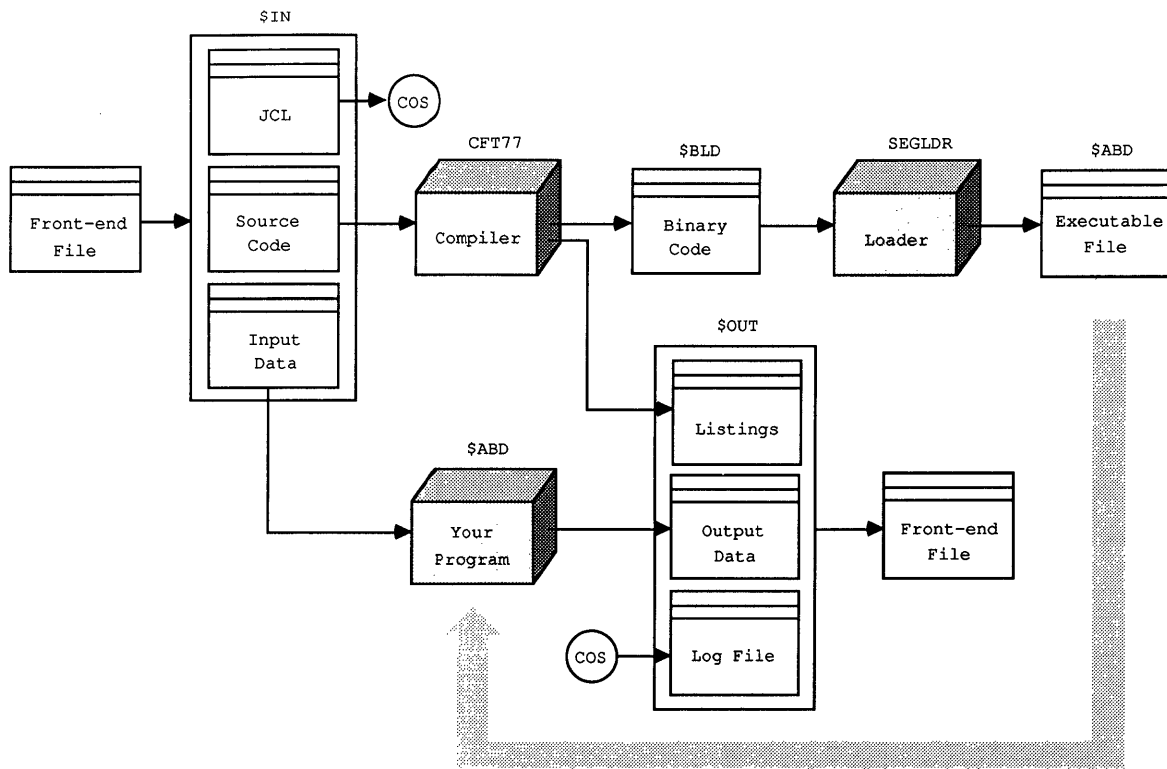 $IN
JCL
COS
CFT77
$BLD
SEGLDR
$ABD
Front-end
File
Source
Code
Compiler
Binary
Code
Loader
Executable
File
Input
Data
$OUT
Listings
$ABD
Your
Program
Output
Data
Front-end
File
COS
Log File